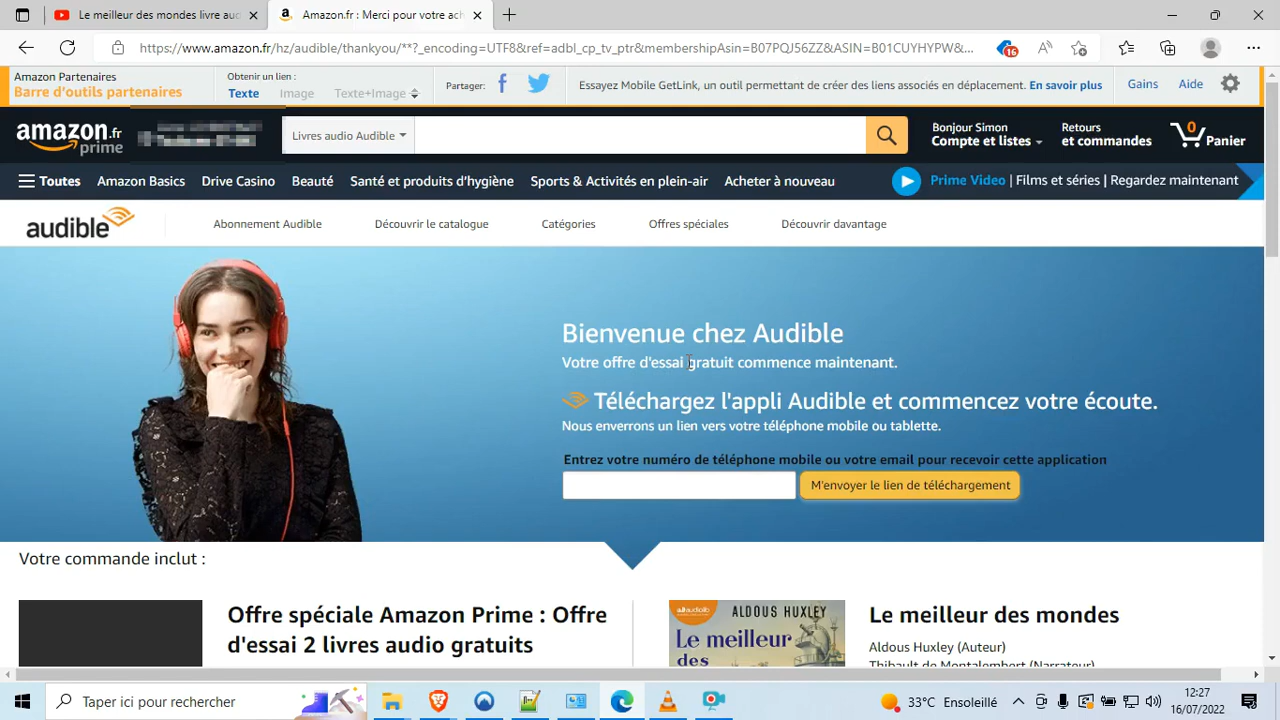 Le meilleur des mondes livre aud
Amazon.fr : Merci pour votre ach
https://www.amazon.fr/hz/audible/thankyou/**?_encoding=UTF8&ref=adbl_cp_tv_ptr&membershipAsin=B07PQJ56ZZ&ASIN=B01CUYHYPW&...
16
Amazon Partenaires
Barre d'outils partenaires
Obtenir un lien :
Texte Image Texte+Image
Partager:
Essayez Mobile GetLink, un outil permettant de créer des liens associés en déplacement. En savoir plus
Gains
Aide
amazon.fr
prime
Livres audio Audible
Bonjour Simon
Compte et listes
Retours
et commandes
0
Panier
Toutes
Amazon Basics
Drive Casino
Beauté
Santé et produits d'hygiène
Sports & Activités en plein-air
Acheter à nouveau
Prime Video | Films et séries | Regardez maintenant
audible
Abonnement Audible
Découvrir le catalogue
Catégories
Offres spéciales
Découvrir davantage
Bienvenue chez Audible
Votre offre d'essai gratuit commence maintenant.
Téléchargez l'appli Audible et commencez votre écoute.
Nous enverrons un lien vers votre téléphone mobile ou tablette.
Entrez votre numéro de téléphone mobile ou votre email pour recevoir cette application
M'envoyer le lien de téléchargement
Votre commande inclut :
Offre spéciale Amazon Prime : Offre
d'essai 2 livres audio gratuits
audiolib
ALDOUS HUXLEY
Le meilleur
des
Le meilleur des mondes
Aldous Huxley (Auteur)
Thibault de Montalembert (Narrateur)
Taper ici pour rechercher
33°C Ensoleillé
12:27
16/07/2022